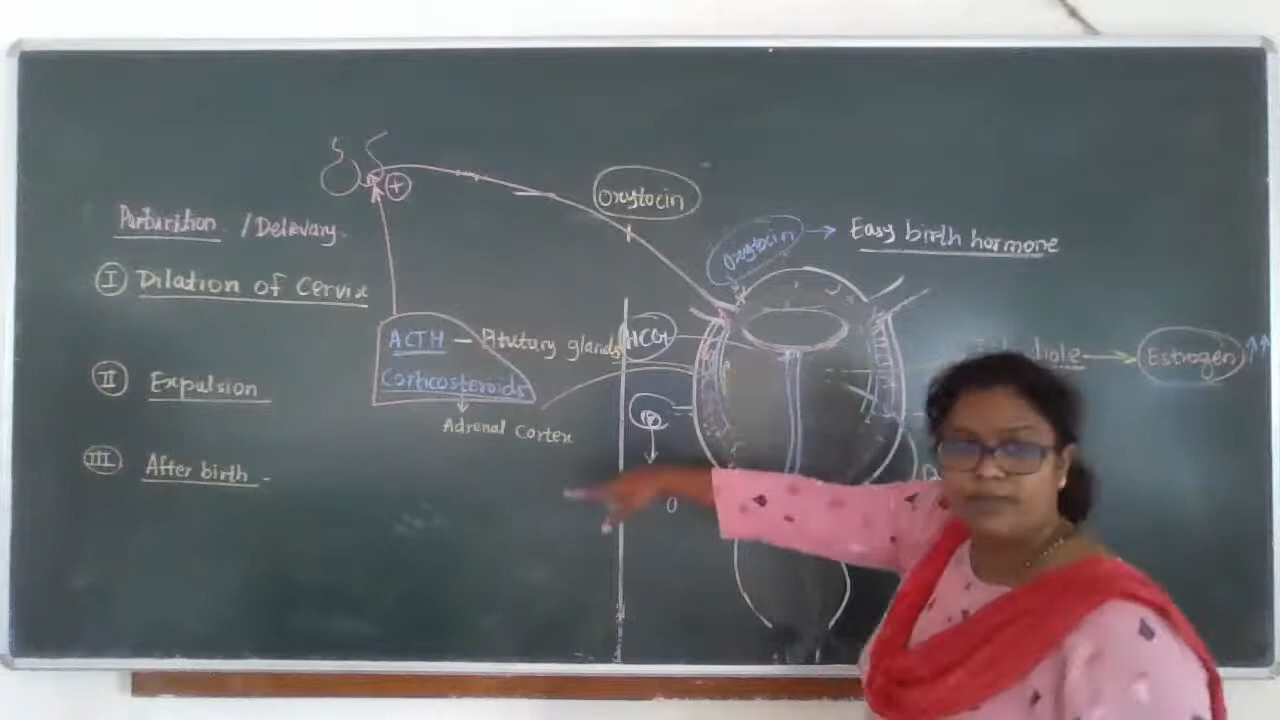 Oxytocin
Parturition / Delevary
Oxytocin → Easy birth hormone
I Dilation of Cervix
ACTH — Pitutary glands
Corticosteroids
Adrenal Cortex
HCG
Estrogen ↑↑
II Expulsion
III After birth -